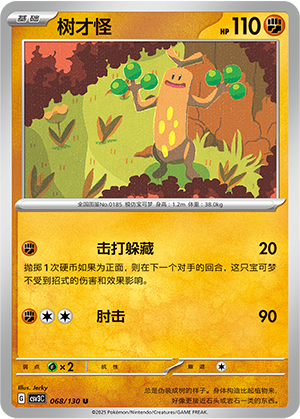 基础 树才怪 HP 110
全国图鉴No.0185 模仿宝可梦 身高：1.2m 体重：38.0kg
击打躲藏 20
抛掷1次硬币如果为正面，则在下一个对手的回合，这只宝可梦
不受到招式的伤害和效果影响。
肘击 90
弱点 ×2 抗性 撤退
Illus. Jerky
G CSV3C 068/130 U
总是伪装成树的样子。身体构造比起植物来，
好像更接近石头或岩石一类的东西。
©2025 Pokémon/Nintendo/Creatures/GAME FREAK.